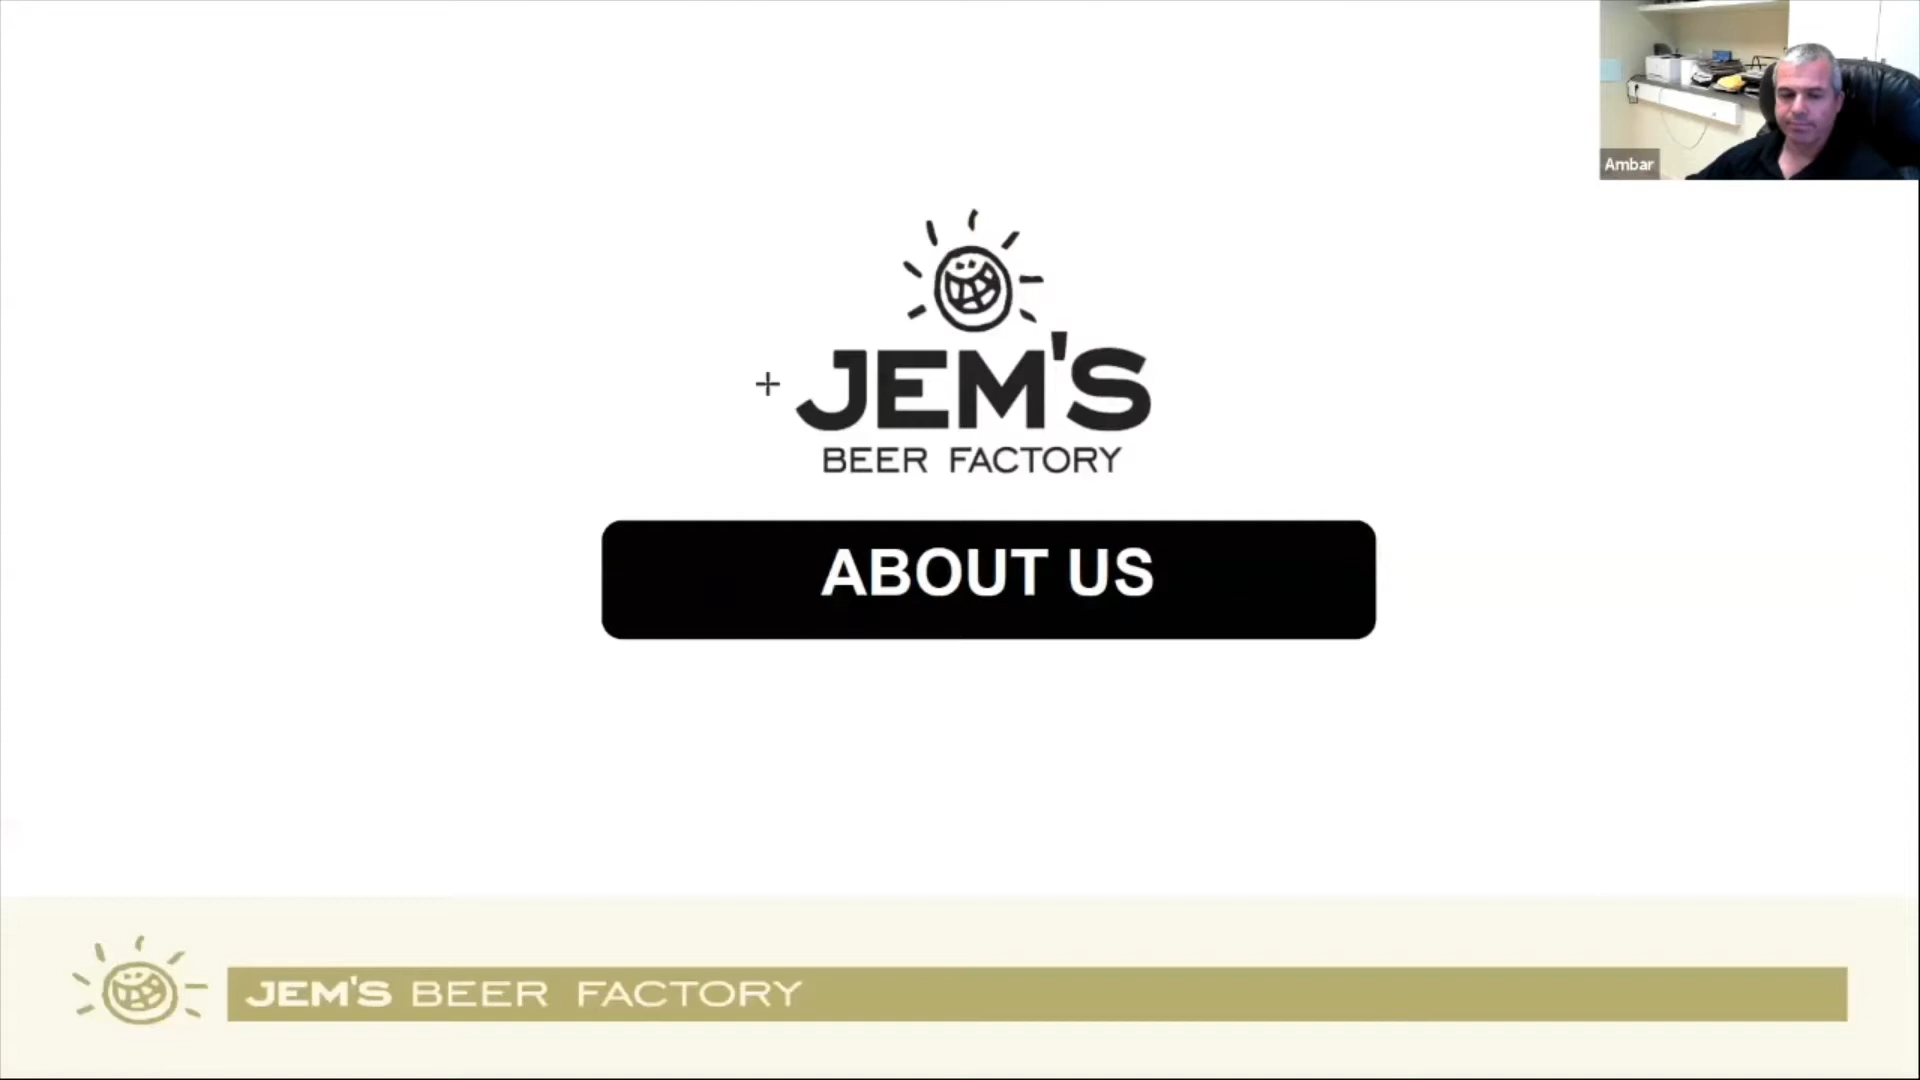 Ambar
JEM'S
BEER FACTORY
ABOUT US
JEM'S BEER FACTORY